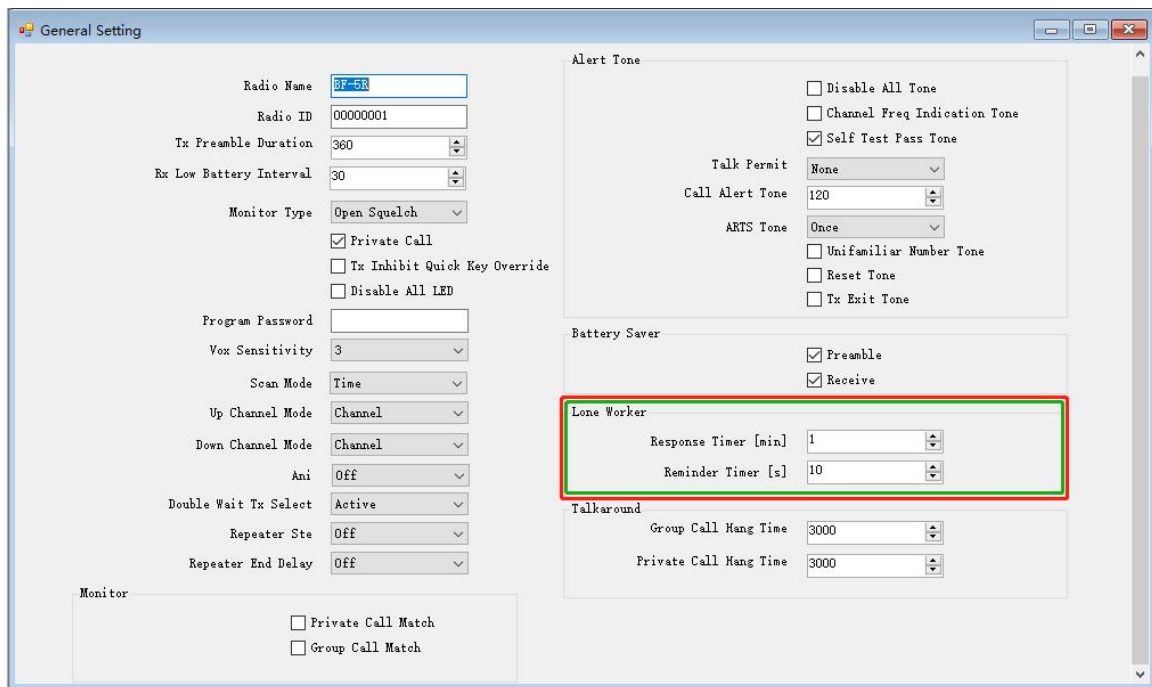 General Setting
Radio Name BF-5R
Radio ID 00000001
Tx Preamble Duration 360
Rx Low Battery Interval 30
Monitor Type Open Squelch
Private Call
Tx Inhibit Quick Key Override
Disable All LED
Program Password
Vox Sensitivity 3
Scan Mode Time
Up Channel Mode Channel
Down Channel Mode Channel
Ani Off
Double Wait Tx Select Active
Repeater Ste Off
Repeater End Delay Off
Monitor
Private Call Match
Group Call Match
Alert Tone
Disable All Tone
Channel Freq Indication Tone
Self Test Pass Tone
Talk Permit None
Call Alert Tone 120
ARTS Tone Once
Unifamiliar Number Tone
Reset Tone
Tx Exit Tone
Battery Saver
Preamble
Receive
Lone Worker
Response Timer [min] 1
Reminder Timer [s] 10
Talkaround
Group Call Hang Time 3000
Private Call Hang Time 3000